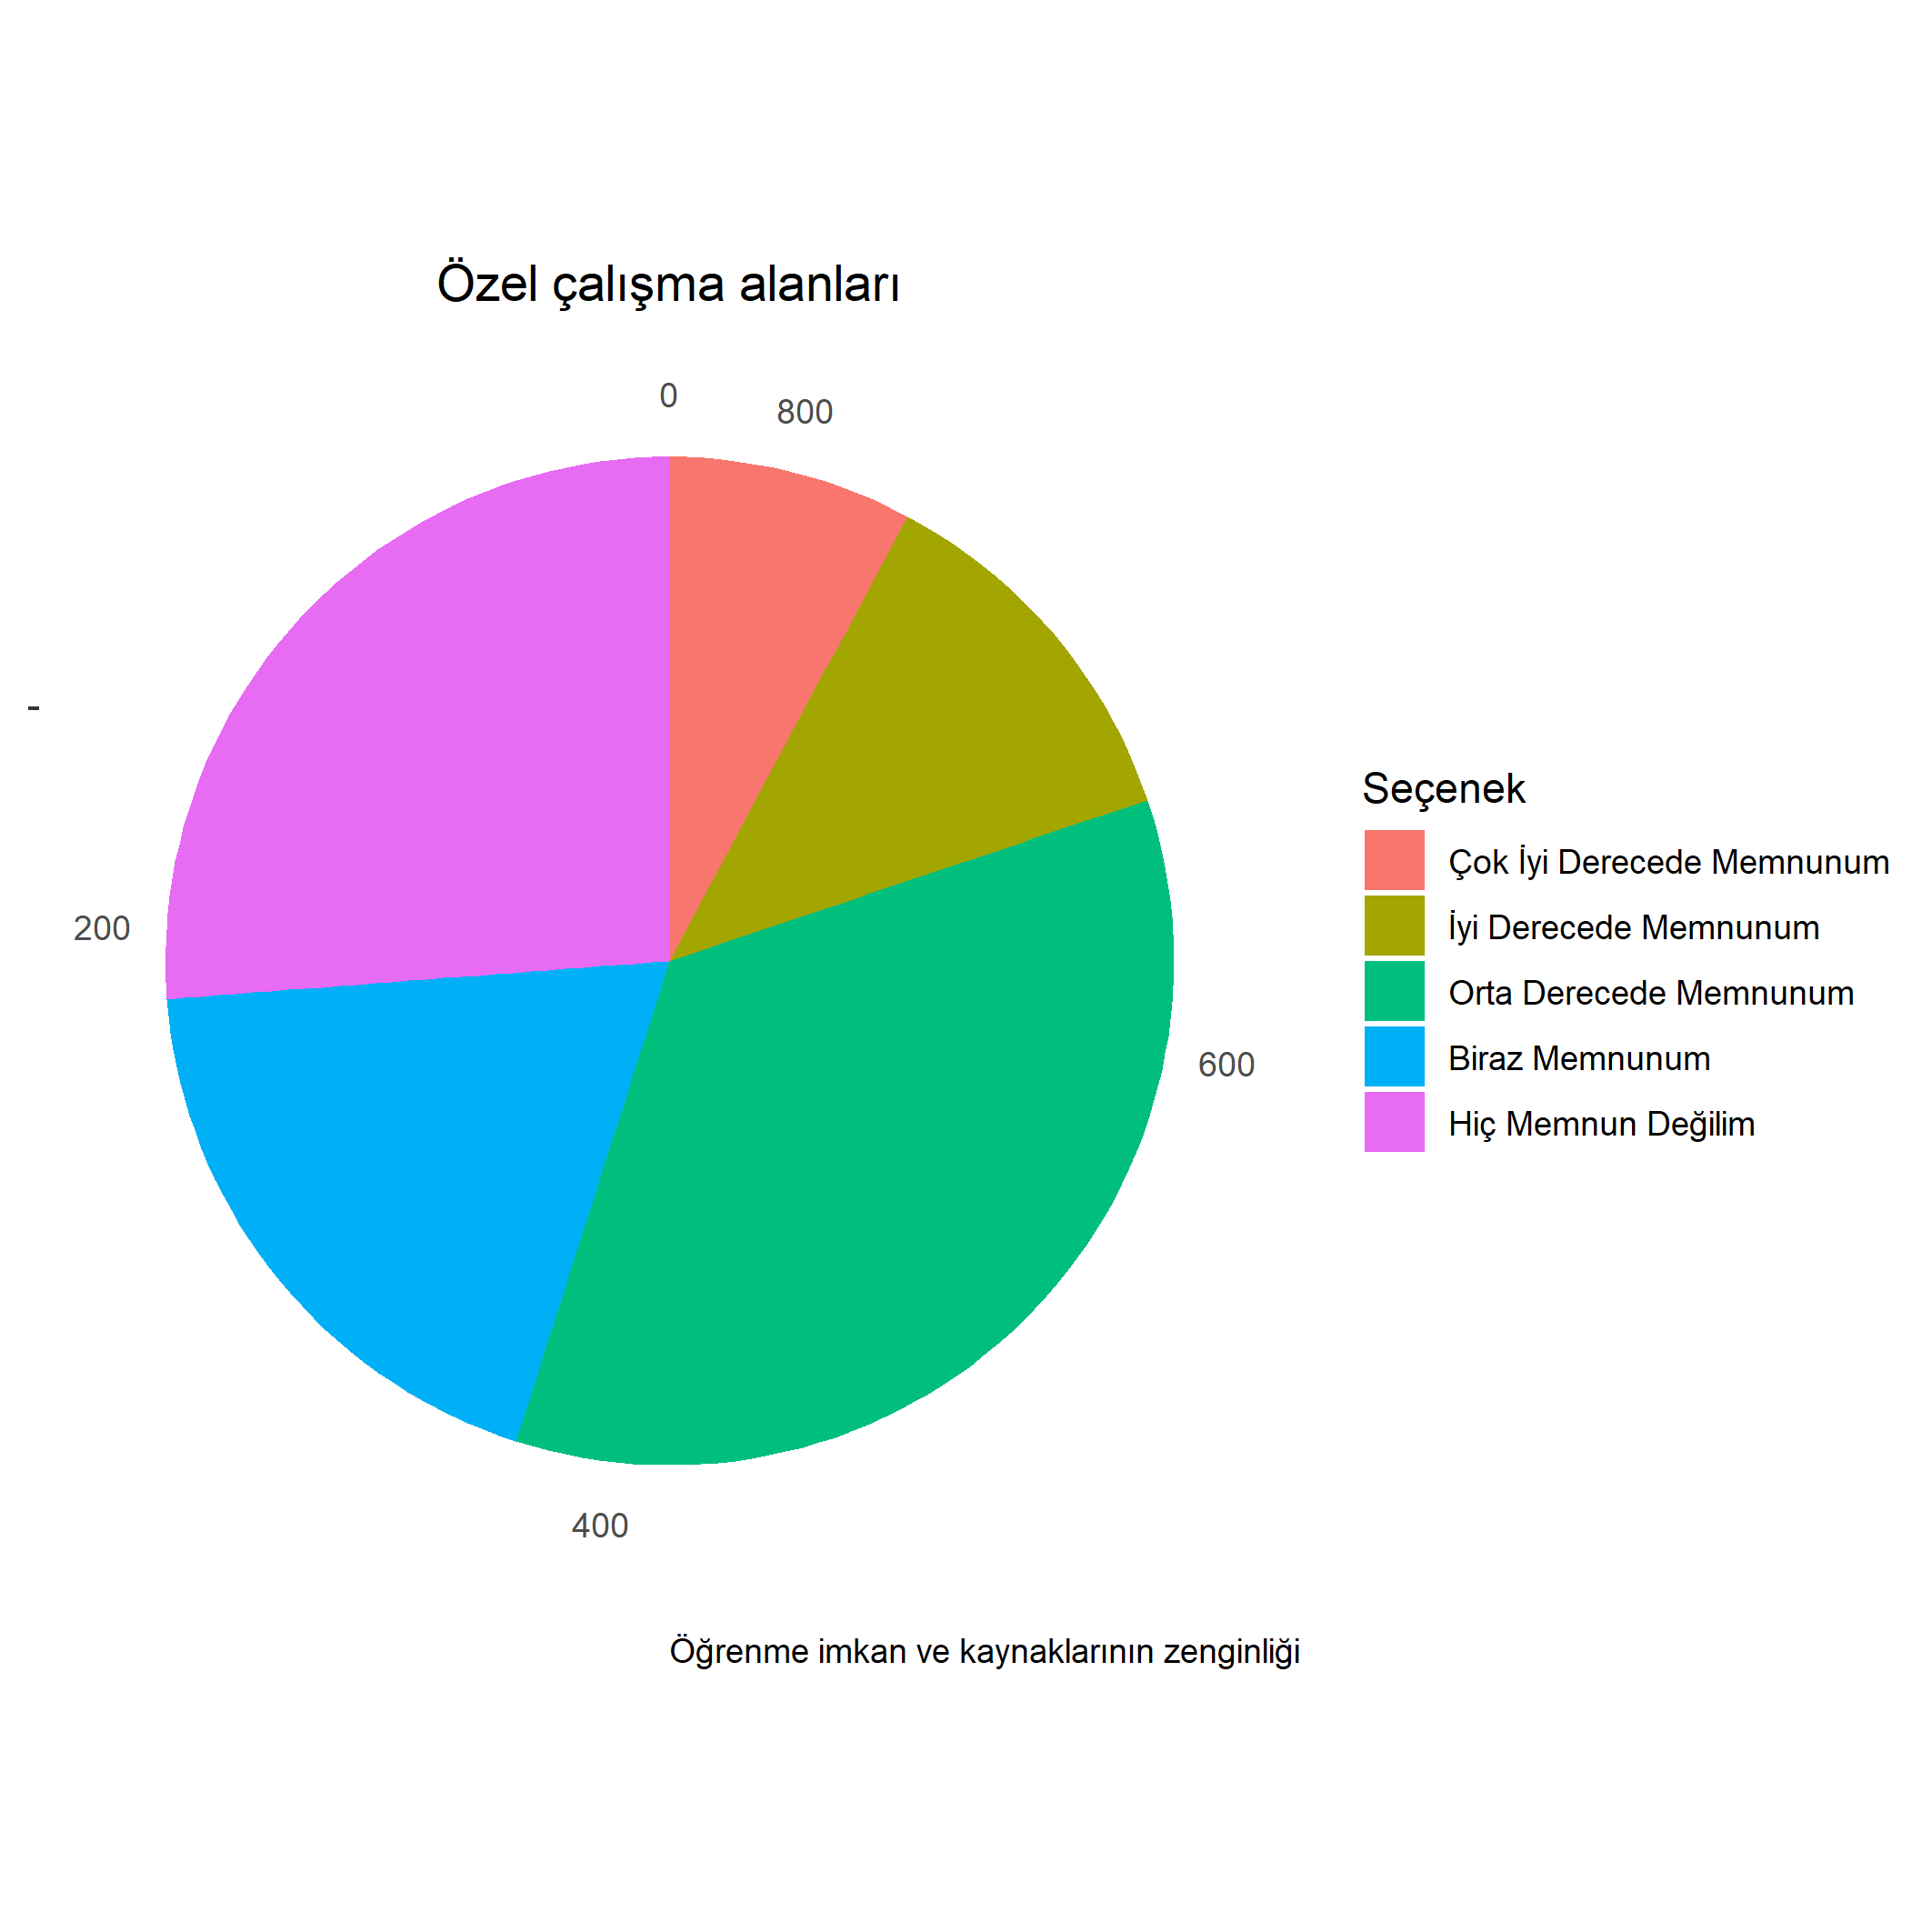 Özel çalışma alanları
0
800
-
200
600
400
Seçenek
Çok İyi Derecede Memnunum
İyi Derecede Memnunum
Orta Derecede Memnunum
Biraz Memnunum
Hiç Memnun Değilim
Öğrenme imkan ve kaynaklarının zenginliği